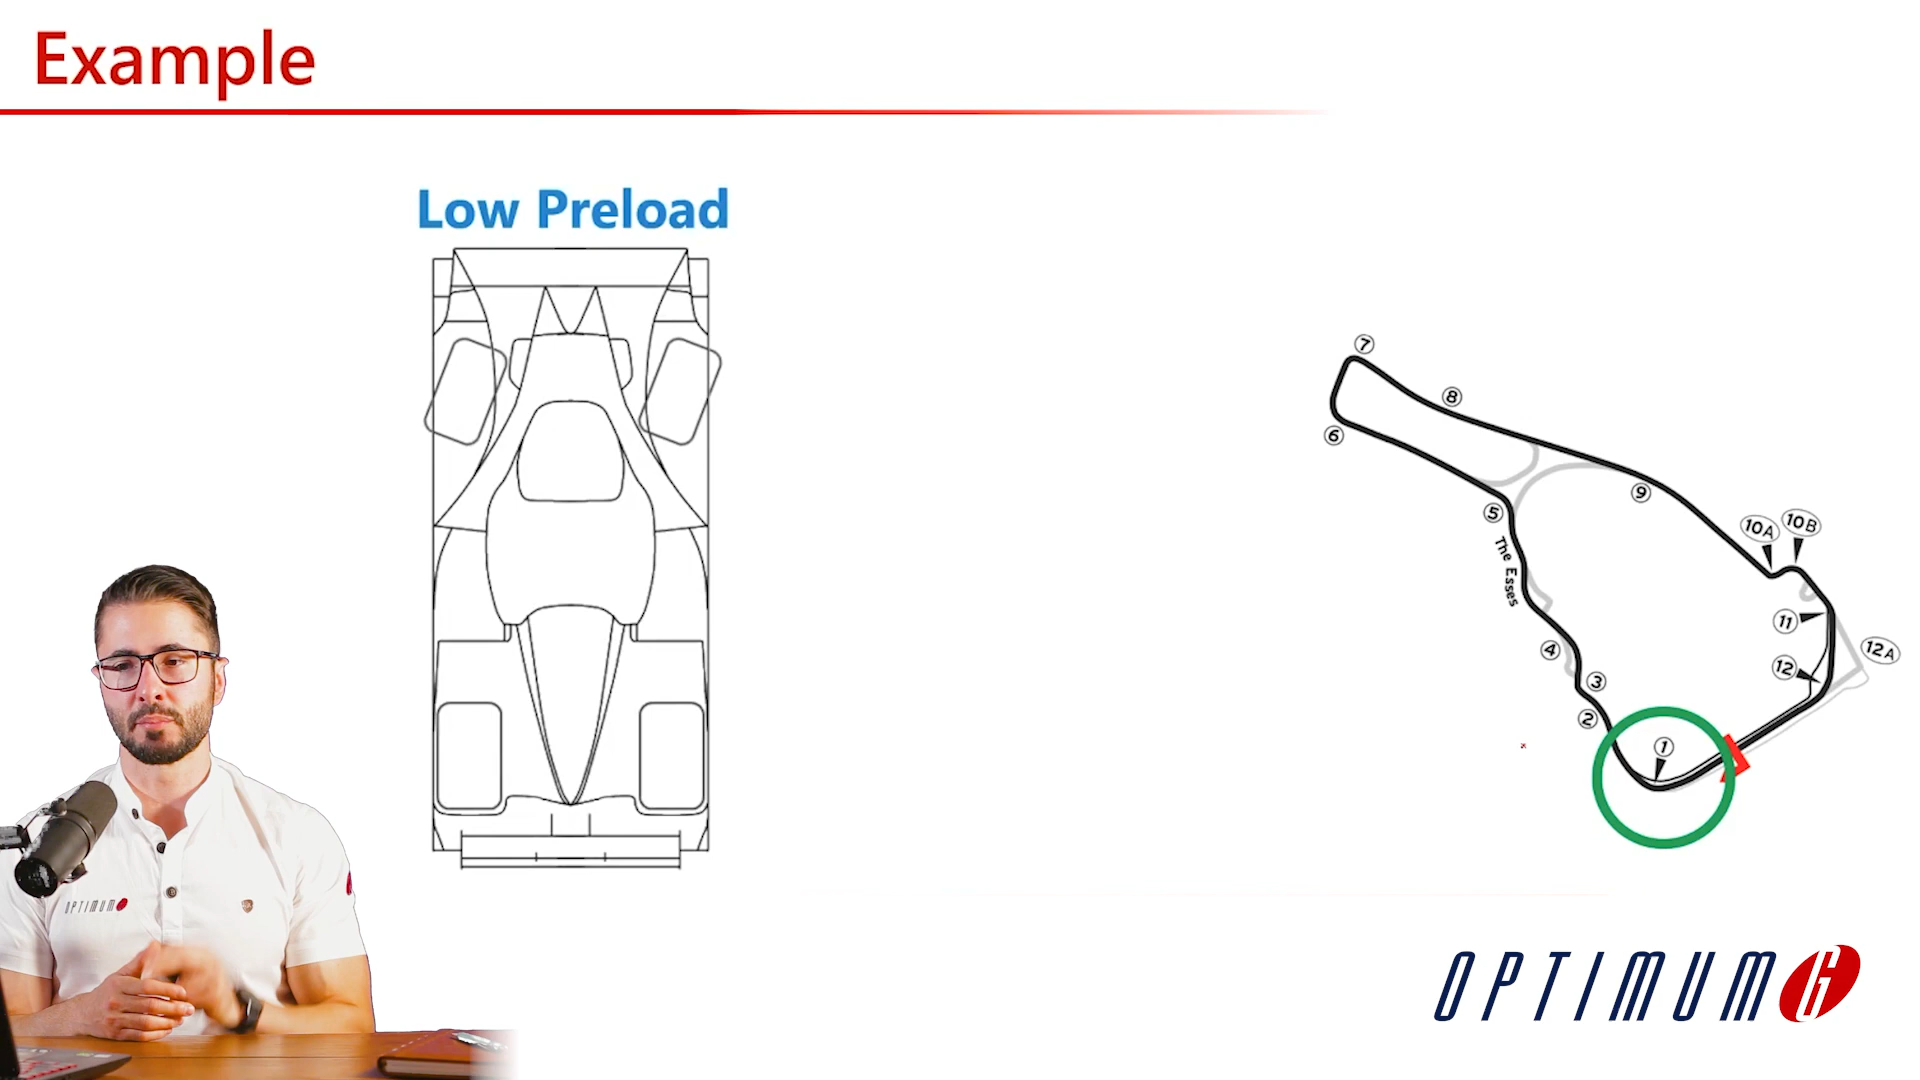 Example
Low Preload
7
8
6
9
5
10A
10B
The Esses
11
4
12A
12
3
2
1
OPTIMUM
OPTIMUM G